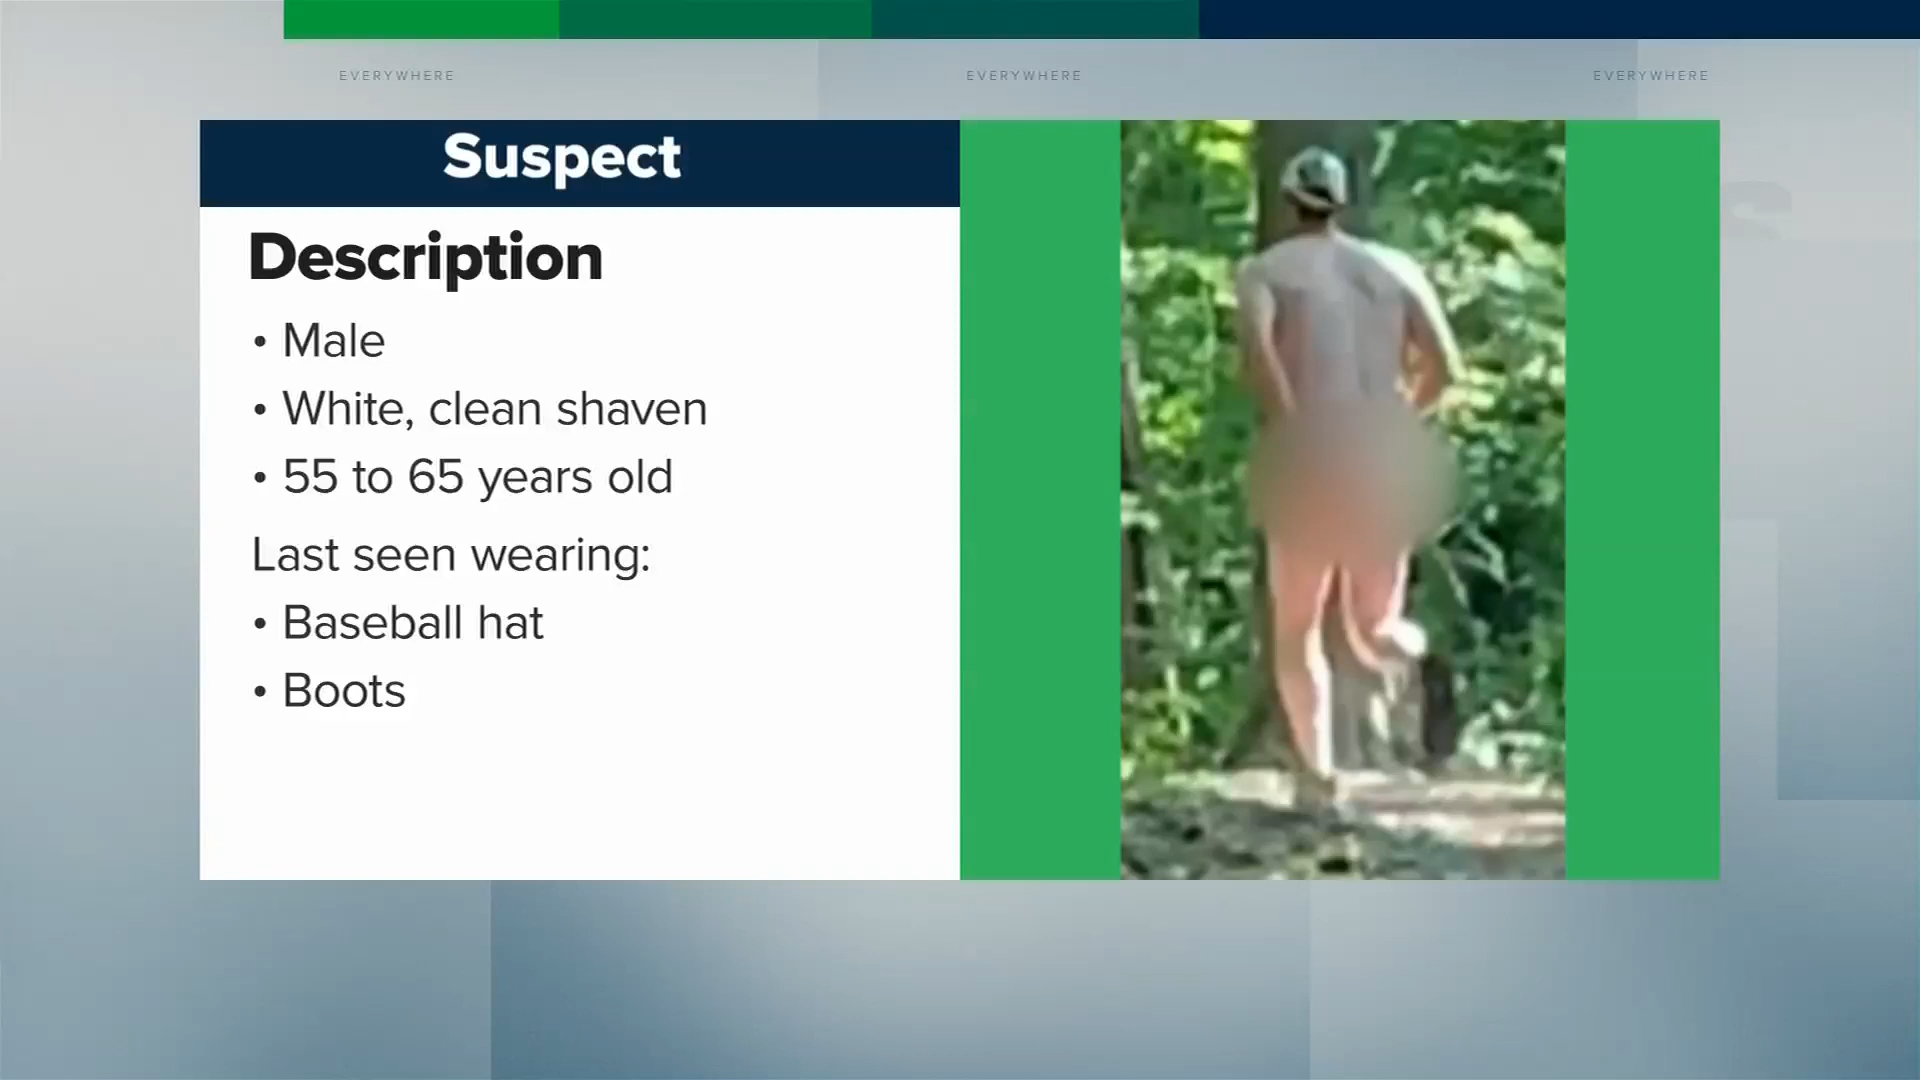 EVERYWHERE EVERYWHERE EVERYWHERE
Suspect
Description
• Male
• White, clean shaven
• 55 to 65 years old
Last seen wearing:
• Baseball hat
• Boots